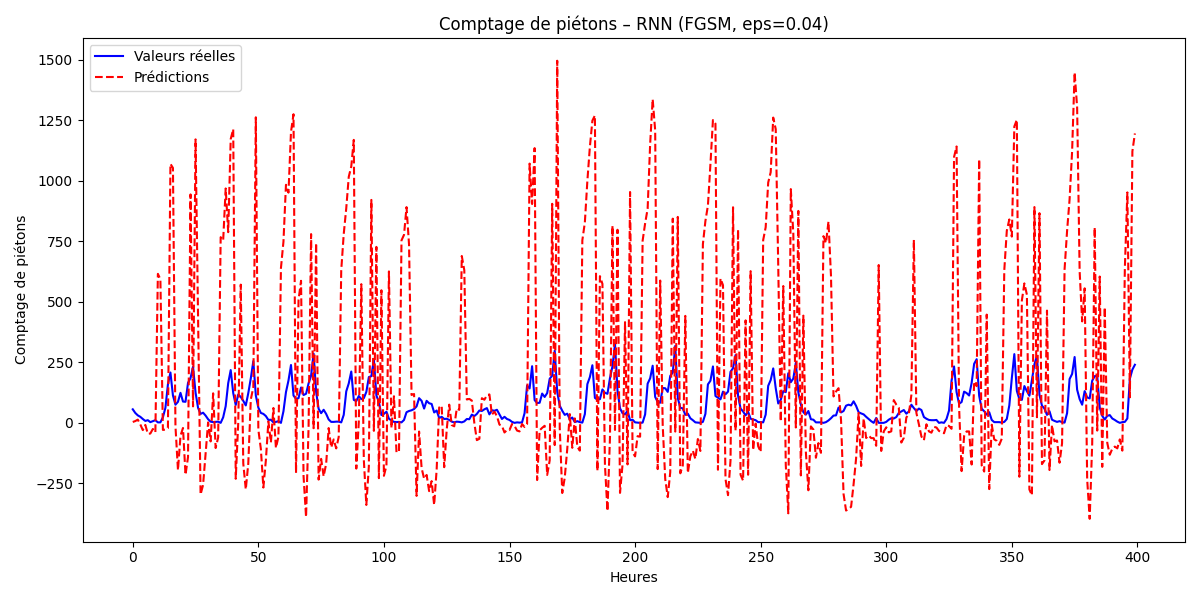 Comptage de piétons – RNN (FGSM, eps=0.04)
Valeurs réelles
Prédictions
Comptage de piétons
1500
1250
1000
750
500
250
0
−250
0 50 100 150 200 250 300 350 400
Heures